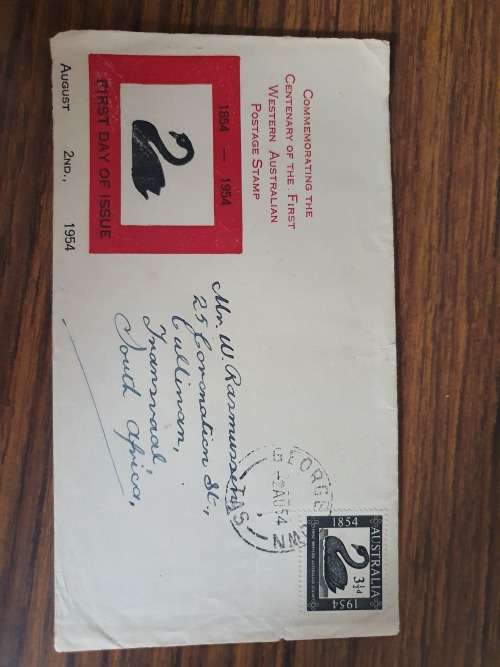 COMMEMORATING THE
CENTENARY OF THE FIRST
WESTERN AUSTRALIAN
POSTAGE STAMP
1854 — 1954
FIRST DAY OF ISSUE
AUGUST 2ND., 1954
Mr. W. Rasmussen,
25 Coronation St.,
Cullinan,
Transvaal,
South Africa,
-2AU54
TAS
AUSTRALIA
1854
3½d
1954